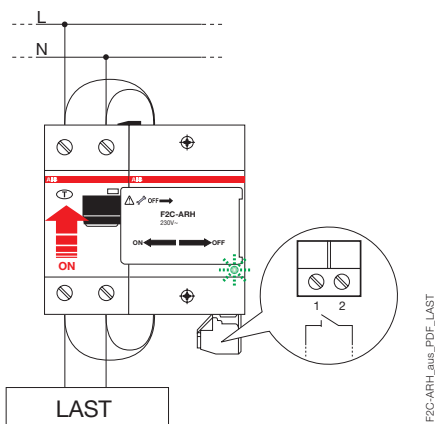 L
N
ABB ABB
T
OFF
F2C-ARH
230V~
ON OFF
ON
1 2
LAST
F2C-ARH_aus_PDF_LAST